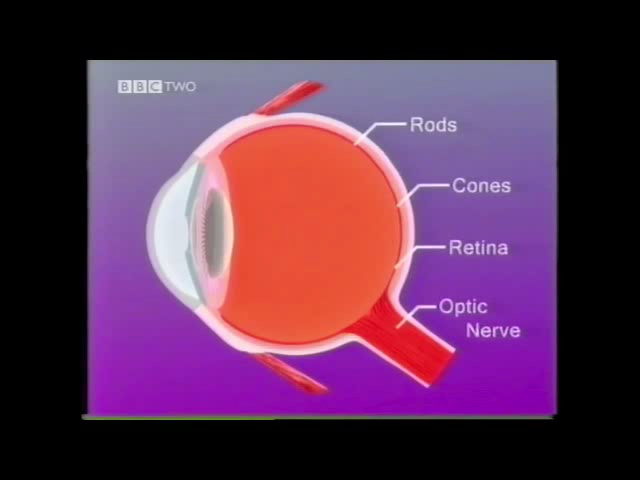 BBC TWO
Rods
Cones
Retina
Optic
Nerve